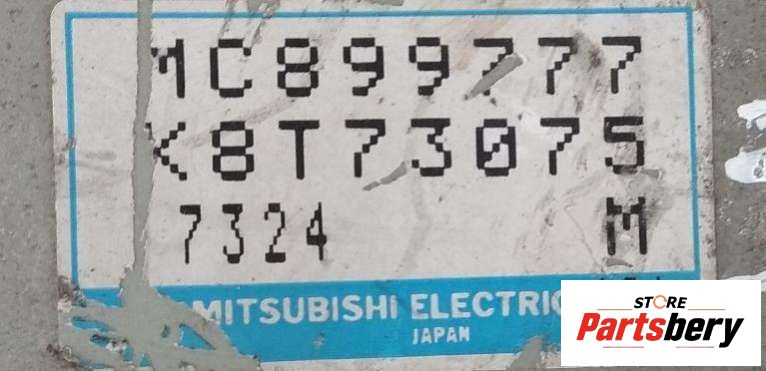 MC899777
K8T73075
7324 M
MITSUBISHI ELECTRIC
JAPAN
STORE
Partsbery